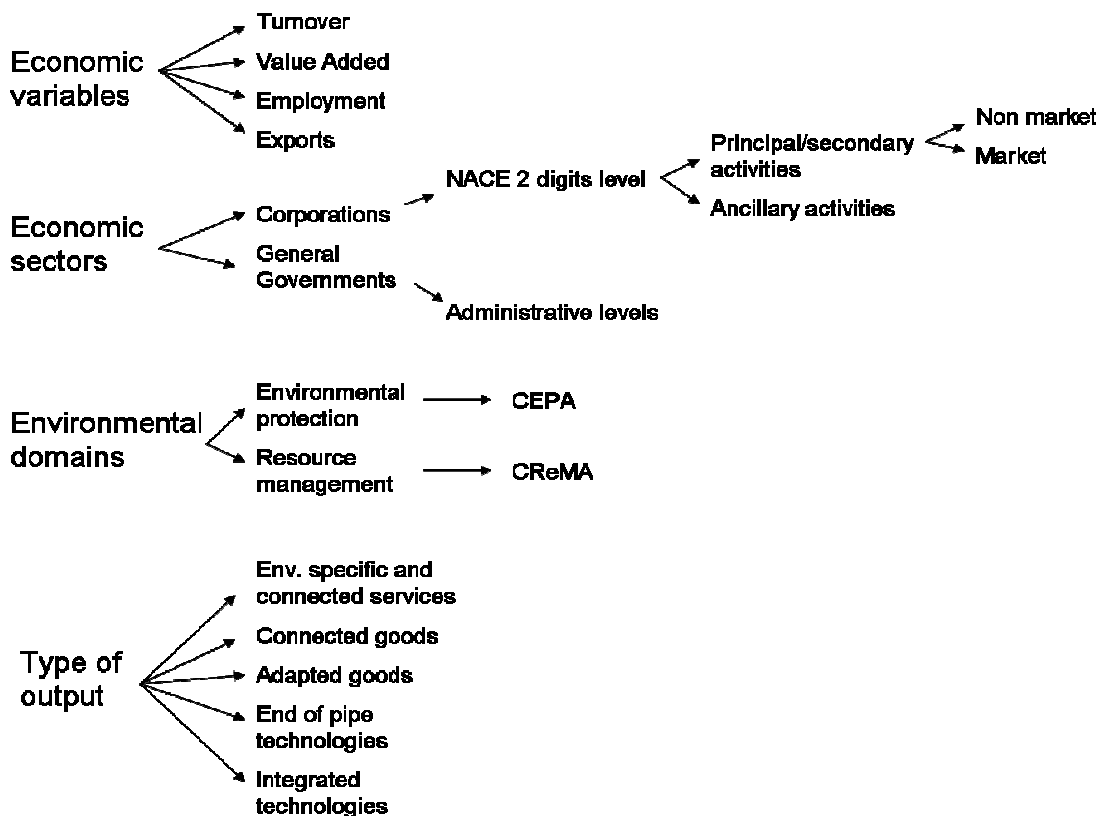 Economic
variables
Turnover
Value Added
Employment
Exports
Economic
sectors
Corporations
General
Governments
NACE 2 digits level
Administrative levels
Principal/secondary
activities
Ancillary activities
Non market
Market
Environmental
domains
Environmental
protection
CEPA
Resource
management
CReMA
Type of
output
Env. specific and
connected services
Connected goods
Adapted goods
End of pipe
technologies
Integrated
technologies